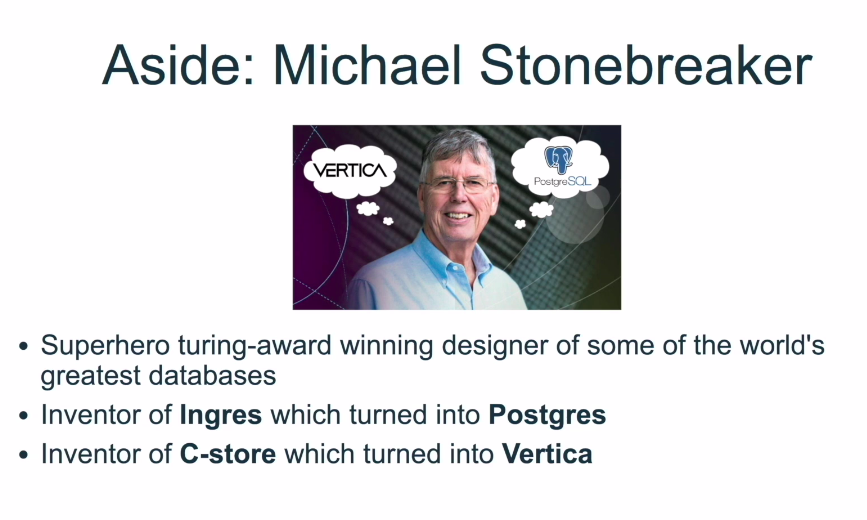 Aside: Michael Stonebreaker
VERTICA
PostgreSQL
• Superhero turing-award winning designer of some of the world's
greatest databases
• Inventor of Ingres which turned into Postgres
• Inventor of C-store which turned into Vertica